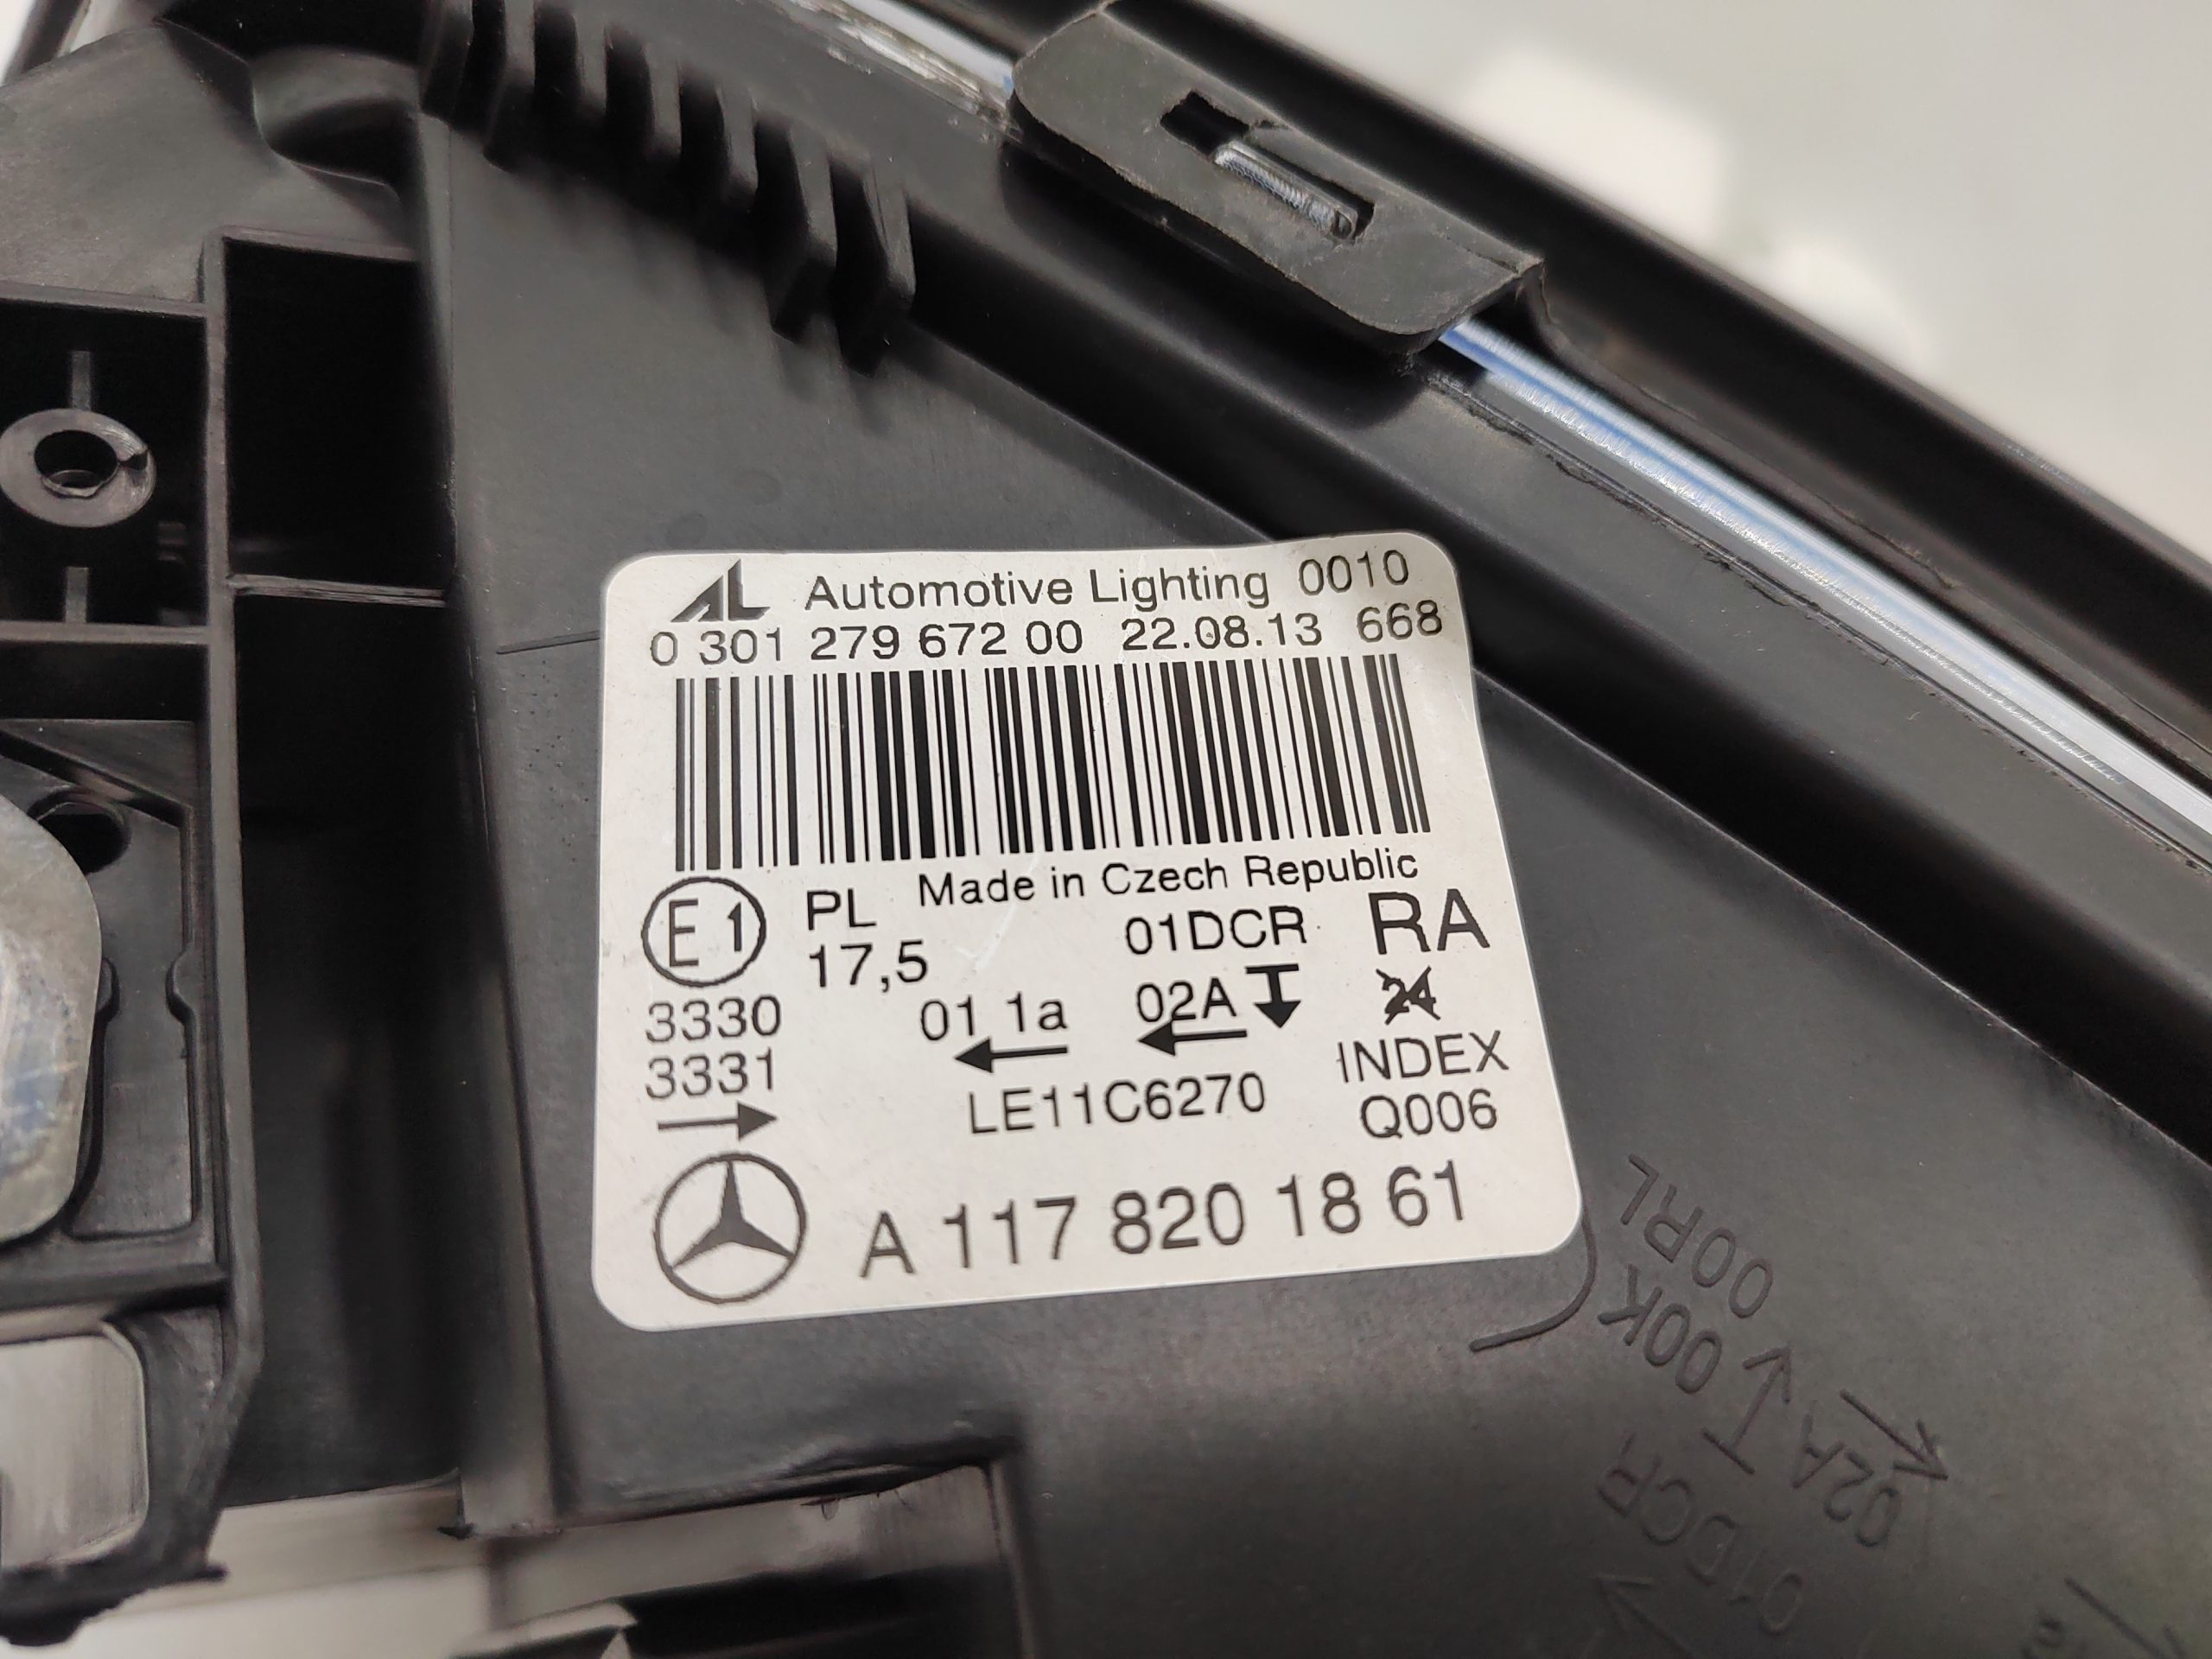 AL Automotive Lighting 0010
0 301 279 672 00 22.08.13 668
Made in Czech Republic
E1 PL 01DCR RA
17,5
3330 01 1a 02A 24
3331 INDEX
LE11C6270 Q006
A 117 820 18 61
00RL
00K
02A
01DCR